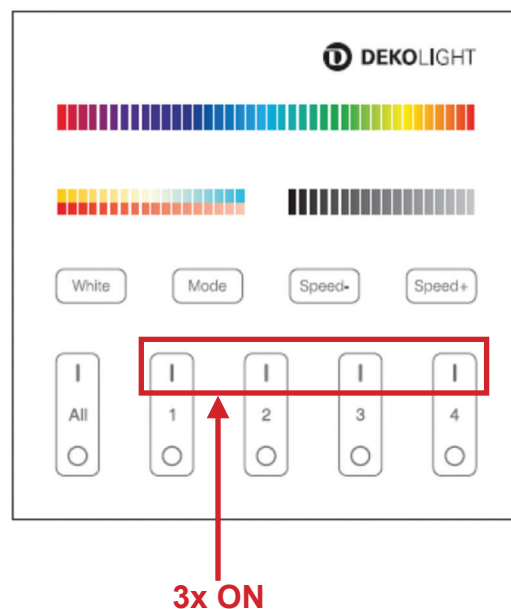 DEKOLIGHT
White Mode Speed- Speed+
I I I I I
All 1 2 3 4
3x ON